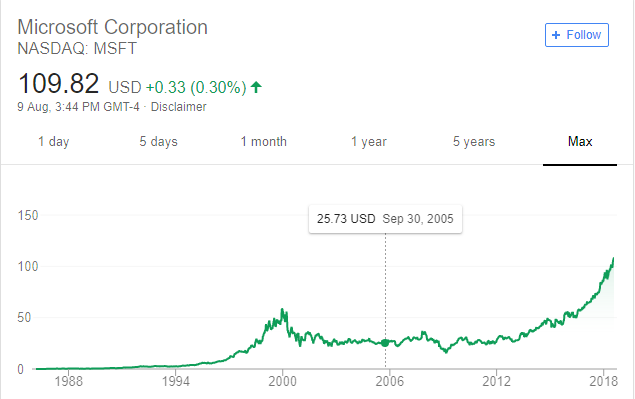 Microsoft Corporation
NASDAQ: MSFT
+ Follow
109.82 USD +0.33 (0.30%)
9 Aug, 3:44 PM GMT-4 · Disclaimer
1 day 5 days 1 month 1 year 5 years Max
25.73 USD Sep 30, 2005
150
100
50
0
1988 1994 2000 2006 2012 2018